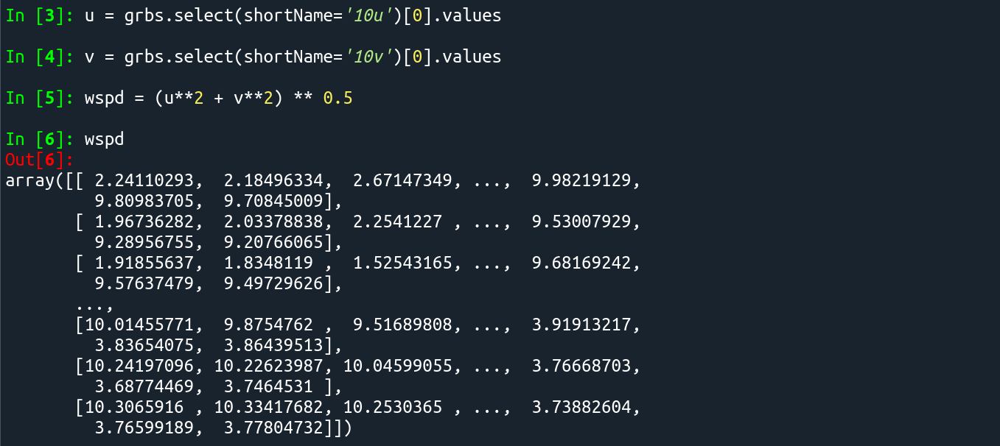 In [3]: u = grbs.select(shortName='10u')[0].values
In [4]: v = grbs.select(shortName='10v')[0].values
In [5]: wspd = (u**2 + v**2) ** 0.5
In [6]: wspd
Out[6]:
array([[ 2.24110293,  2.18496334,  2.67147349, ...,  9.98219129,
         9.80983705,  9.70845009],
       [ 1.96736282,  2.03378838,  2.2541227 , ...,  9.53007929,
         9.28956755,  9.20766065],
       [ 1.91855637,  1.8348119 ,  1.52543165, ...,  9.68169242,
         9.57637479,  9.49729626],
       ...,
       [10.01455771,  9.8754762 ,  9.51689808, ...,  3.91913217,
         3.83654075,  3.86439513],
       [10.24197096, 10.22623987, 10.04599055, ...,  3.76668703,
         3.68774469,  3.7464531 ],
       [10.3065916 , 10.33417682, 10.2530365 , ...,  3.73882604,
         3.76599189,  3.77804732]])